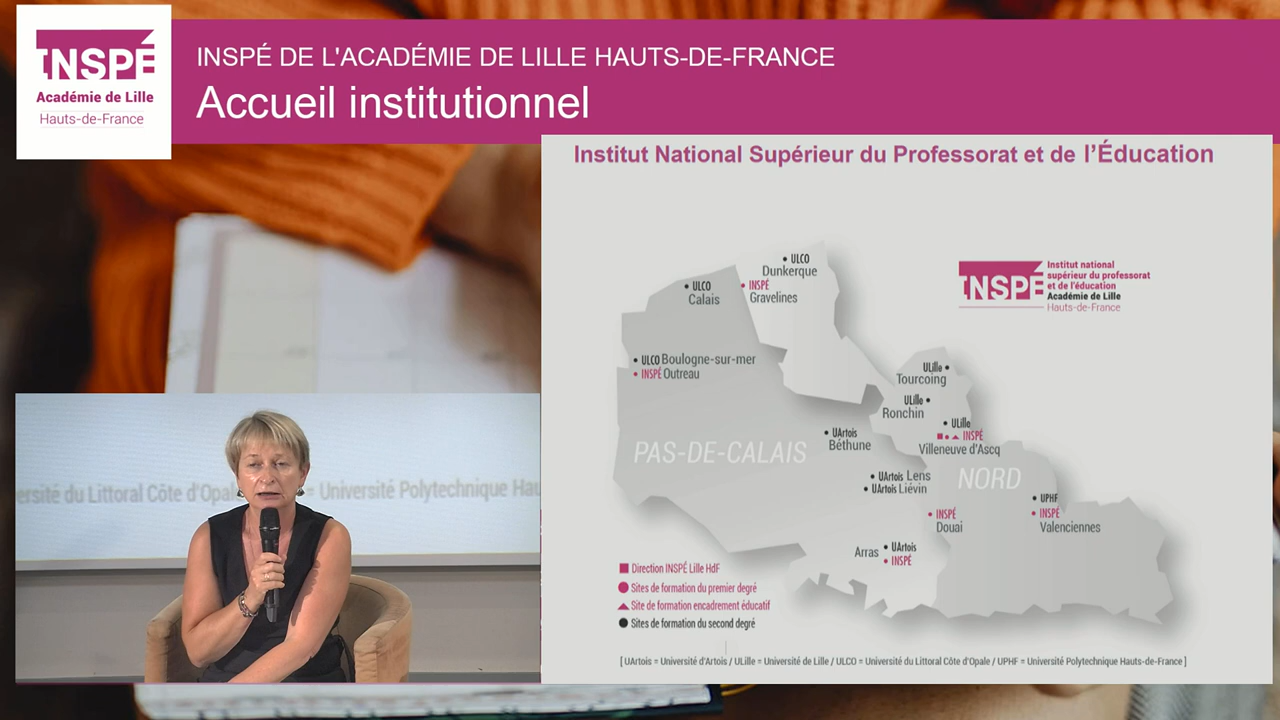 INSPÉ
Académie de Lille
Hauts-de-France
INSPÉ DE L'ACADÉMIE DE LILLE HAUTS-DE-FRANCE
Accueil institutionnel
Institut National Supérieur du Professorat et de l'Éducation
ULCO
Dunkerque
ULCO
Calais
INSPÉ
Gravelines
INSPÉ
Institut national
supérieur du professorat
et de l'éducation
Académie de Lille
Hauts-de-France
ULCO Boulogne-sur-mer
INSPÉ Outreau
ULille
Tourcoing
ULille
Ronchin
ULille
INSPÉ
Villeneuve d'Ascq
UArtois
Béthune
PAS-DE-CALAIS
NORD
UArtois Lens
UArtois Liévin
UPHF
INSPÉ
Valenciennes
INSPÉ
Douai
Arras
UArtois
INSPÉ
Direction INSPÉ Lille HdF
Sites de formation du premier degré
Site de formation encadrement éducatif
Sites de formation du second degré
[ UArtois = Université d'Artois / ULille = Université de Lille / ULCO = Université du Littoral Côte d'Opale / UPHF = Université Polytechnique Hauts-de-France ]
ersité du Littoral Côte d'Opale = Université Polytechnique Hau